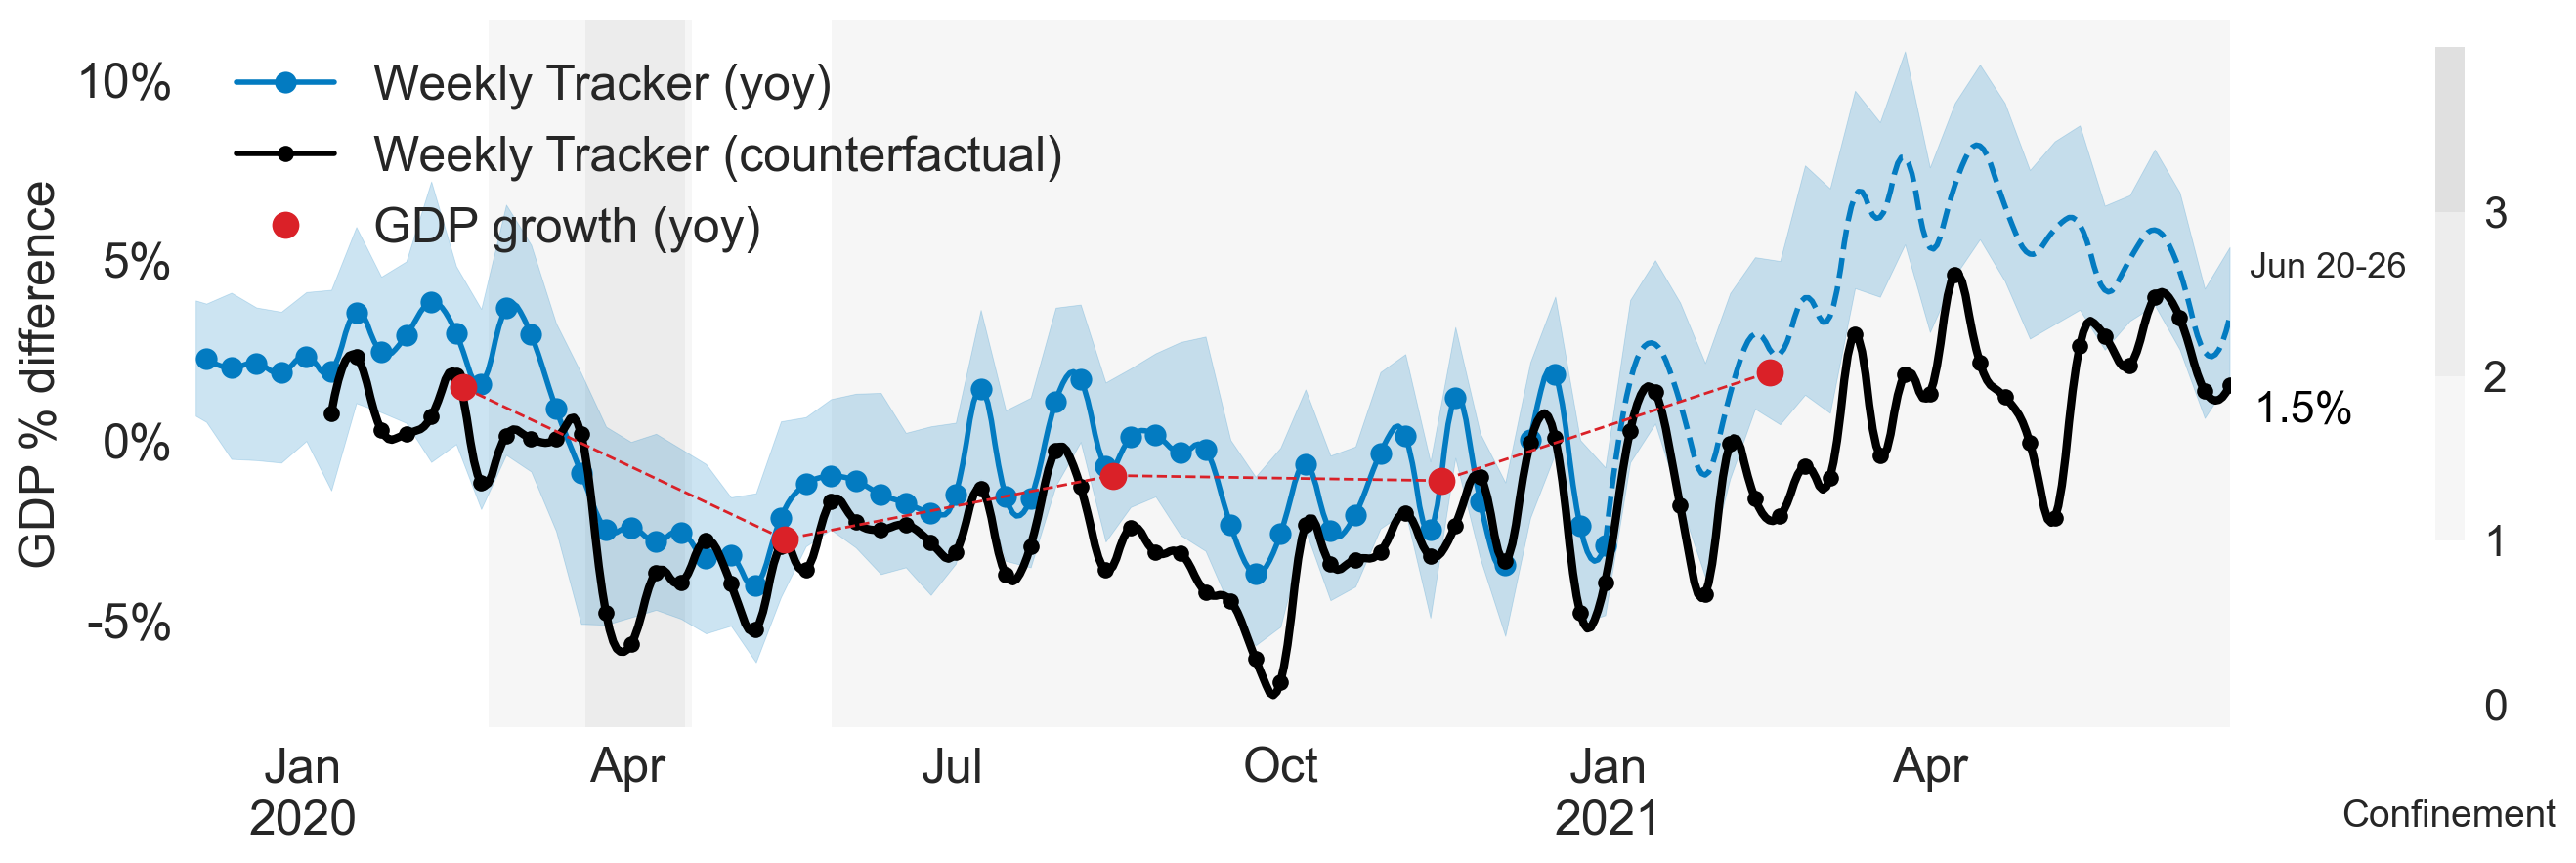 GDP % difference
10%
5%
0%
-5%
Weekly Tracker (yoy)
Weekly Tracker (counterfactual)
GDP growth (yoy)
Jun 20-26
1.5%
3
2
1
0
Jan
2020
Apr
Jul
Oct
Jan
2021
Apr
Confinement